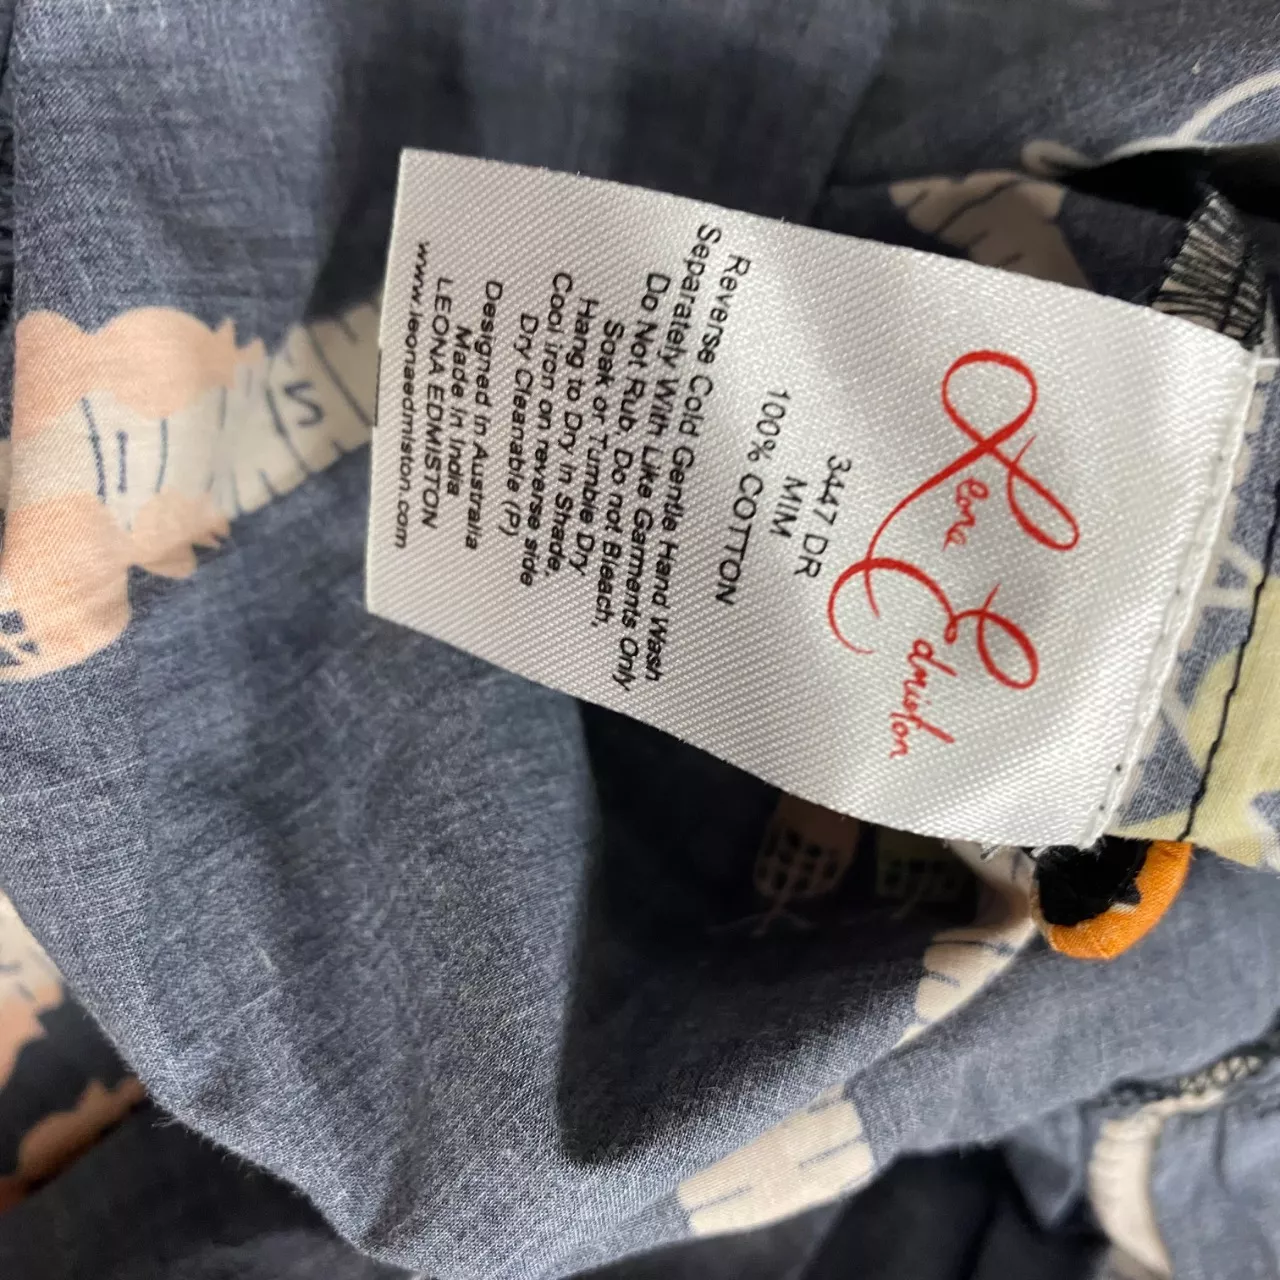 Leona Edmiston
3447 DR
MIM
100% COTTON
Reverse Cold Gentle Hand Wash
Separately With Like Garments Only
Do Not Rub, Do not Bleach,
Soak or Tumble Dry
Hang to Dry in Shade,
Cool iron on reverse side
Dry Cleanable (P)
Designed in Australia
Made in India
LEONA EDMISTON
www.leonaedmiston.com